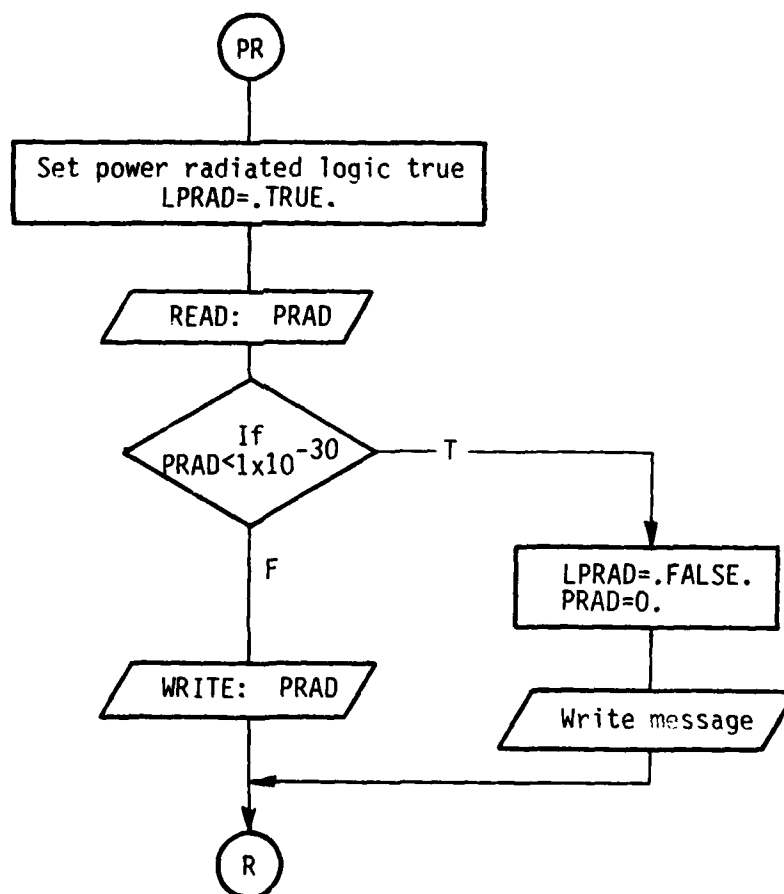 PR
Set power radiated logic true
LPRAD=.TRUE.
READ: PRAD
If
PRAD<1x10^-30
T
F
LPRAD=.FALSE.
PRAD=0.
WRITE: PRAD
Write message
R